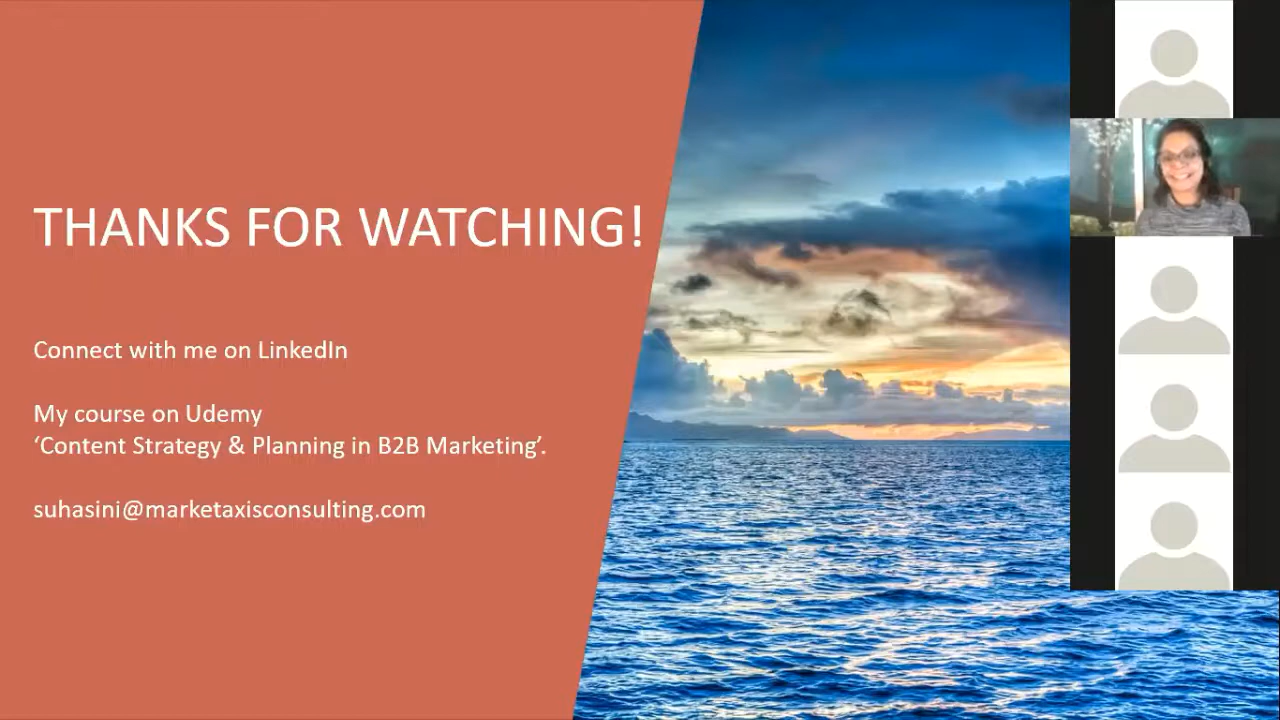 THANKS FOR WATCHING!
Connect with me on LinkedIn
My course on Udemy
‘Content Strategy & Planning in B2B Marketing’.
suhasini@marketaxisconsulting.com